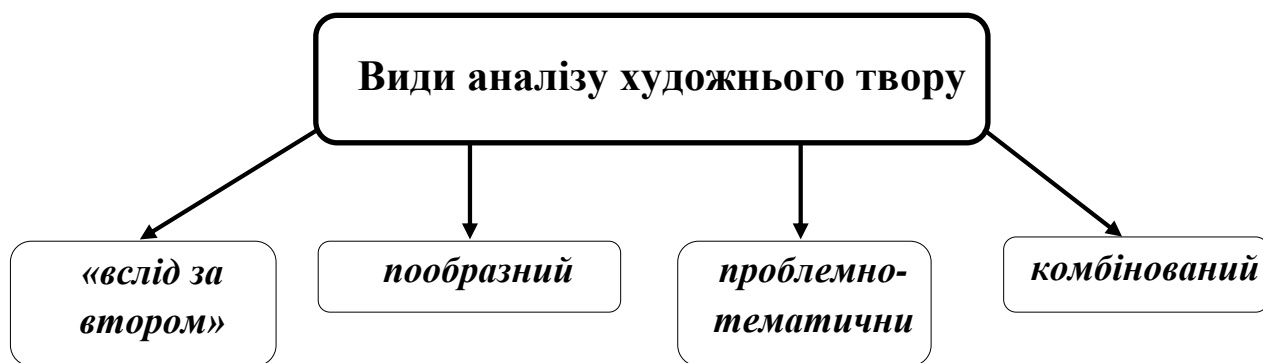 Види аналізу художнього твору
«вслід за
втором»
пообразний
проблемно-
тематични
комбінований